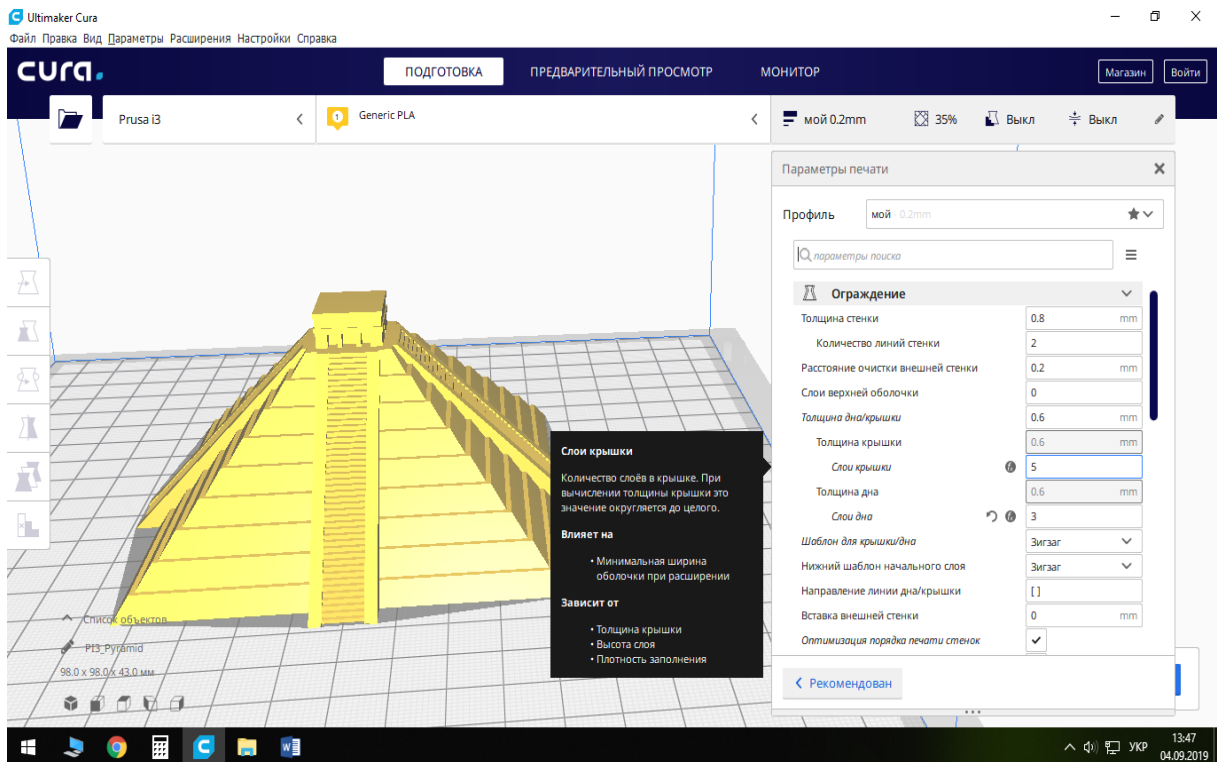 Ultimaker Cura
Файл Правка Вид Параметры Расширения Настройки Справка
cura.
ПОДГОТОВКА ПРЕДВАРИТЕЛЬНЫЙ ПРОСМОТР МОНИТОР
Магазин Войти
Prusa i3
1 Generic PLA
мой 0.2mm 35% Выкл Выкл
Параметры печати
Профиль мой - 0.2mm
параметры поиска
Ограждение
Толщина стенки 0.8 mm
Количество линий стенки 2
Расстояние очистки внешней стенки 0.2 mm
Слои верхней оболочки 0
Толщина дна/крышки 0.6 mm
Толщина крышки 0.6 mm
Слои крышки 5
Толщина дна 0.6 mm
Слои дна 3
Шаблон для крышки/дна Зигзаг
Нижний шаблон начального слоя Зигзаг
Направление линии дна/крышки [ ]
Вставка внешней стенки 0 mm
Оптимизация порядка печати стенок
Рекомендован
Слои крышки
Количество слоёв в крышке. При
вычислении толщины крышки это
значение округляется до целого.
Влияет на
• Минимальная ширина
оболочки при расширении
Зависит от
• Толщина крышки
• Высота слоя
• Плотность заполнения
Список объектов
PI3_Pyramid
98.0 x 98.0 x 43.0 мм
УКР
13:47
04.09.2019